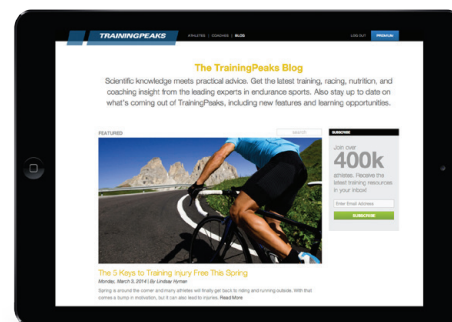 TRAININGPEAKS
ATHLETES | COACHES | BLOG
LOG OUT
PREMIUM
The TrainingPeaks Blog
Scientific knowledge meets practical advice. Get the latest training, racing, nutrition, and
coaching insight from the leading experts in endurance sports. Also stay up to date on
what's coming out of TrainingPeaks, including new features and learning opportunities.
FEATURED
search
SUBSCRIBE
Join over
400k
athletes. Receive the
latest training resources
in your inbox!
Enter Email Address
SUBSCRIBE
The 5 Keys to Training Injury Free This Spring
Monday, March 3, 2014 | By Lindsay Hyman
Spring is around the corner and many athletes will finally get back to riding and running outside. With that
comes a bump in motivation, but it can also lead to injuries. Read More